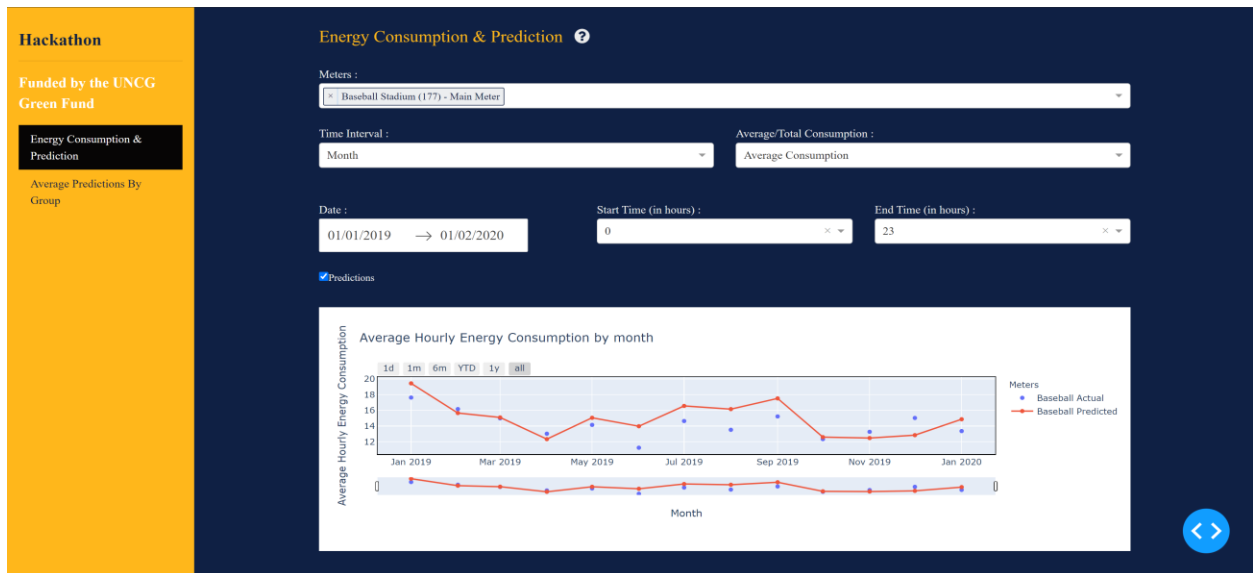 Hackathon
Funded by the UNCG
Green Fund
Energy Consumption &
Prediction
Average Predictions By
Group
Energy Consumption & Prediction ?
Meters :
× Baseball Stadium (177) - Main Meter
Time Interval :
Average/Total Consumption :
Month
Average Consumption
Date :
Start Time (in hours) :
End Time (in hours) :
01/01/2019 → 01/02/2020
0 ×
23 ×
Predictions
Average Hourly Energy Consumption by month
1d 1m 6m YTD 1y all
Average Hourly Energy Consumption
20
18
16
14
12
Jan 2019 Mar 2019 May 2019 Jul 2019 Sep 2019 Nov 2019 Jan 2020
Month
Meters
Baseball Actual
Baseball Predicted